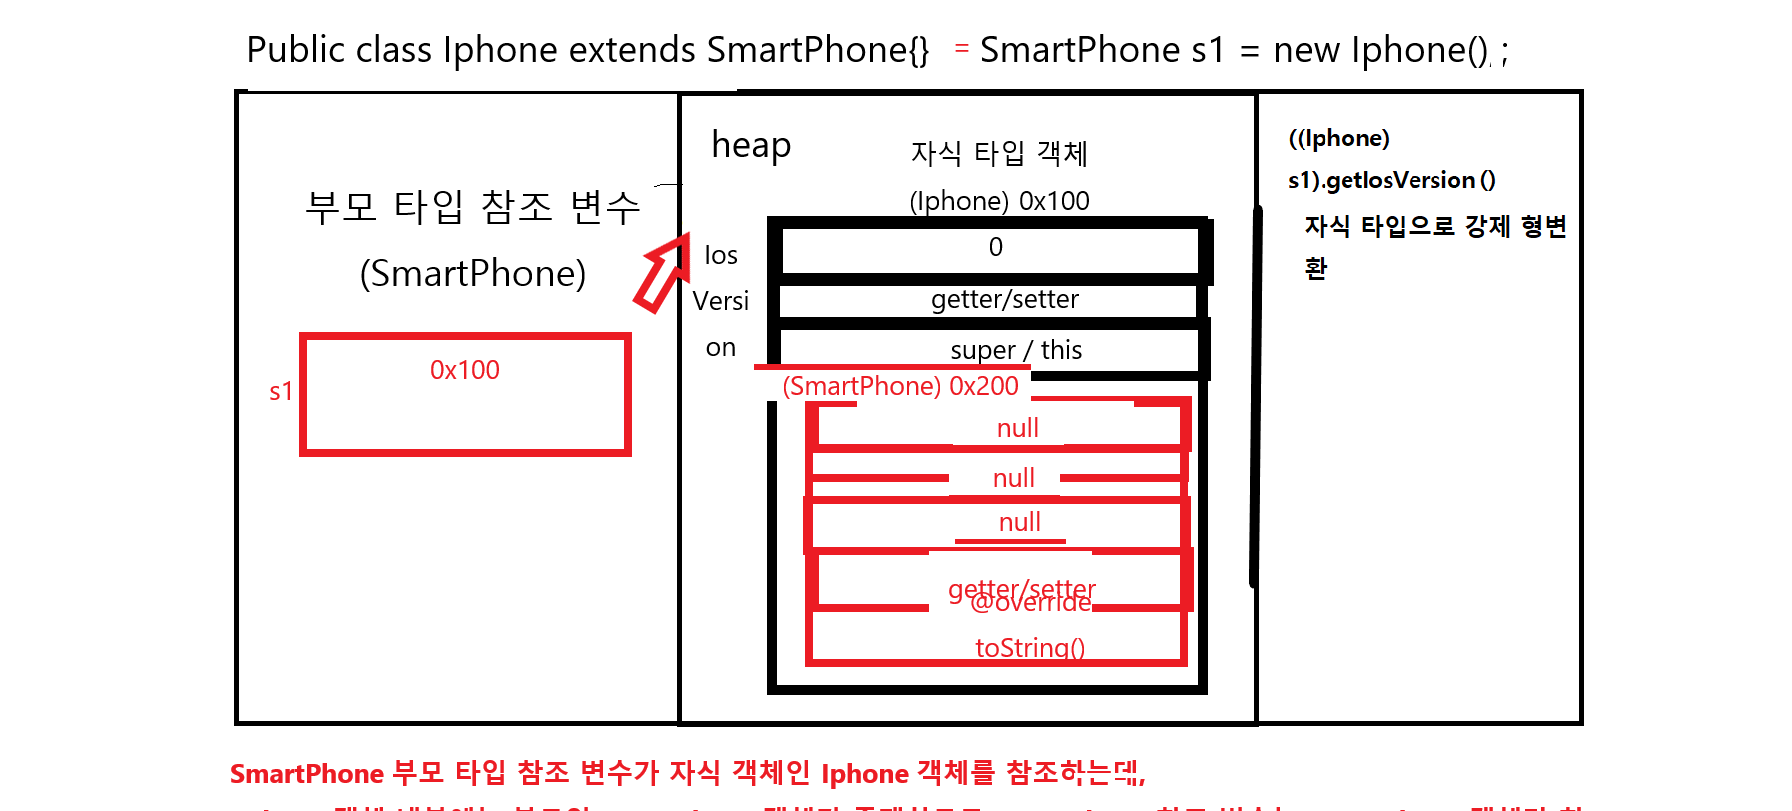 Public class Iphone extends SmartPhone{} = SmartPhone s1 = new Iphone() ;
부모 타입 참조 변수
(SmartPhone)
s1
0x100
heap
자식 타입 객체
(Iphone) 0x100
Ios
Versi
on
0
getter/setter
super / this
(SmartPhone) 0x200
null
null
null
getter/setter
@override
toString()
((Iphone)
s1).getIosVersion()
자식 타입으로 강제 형변
환
SmartPhone 부모 타입 참조 변수가 자식 객체인 Iphone 객체를 참조하는데,